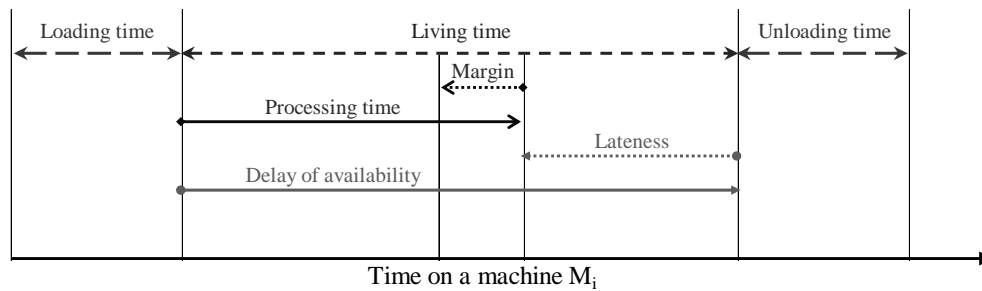 Loading time
Living time
Unloading time
Margin
Processing time
Lateness
Delay of availability
Time on a machine Mi